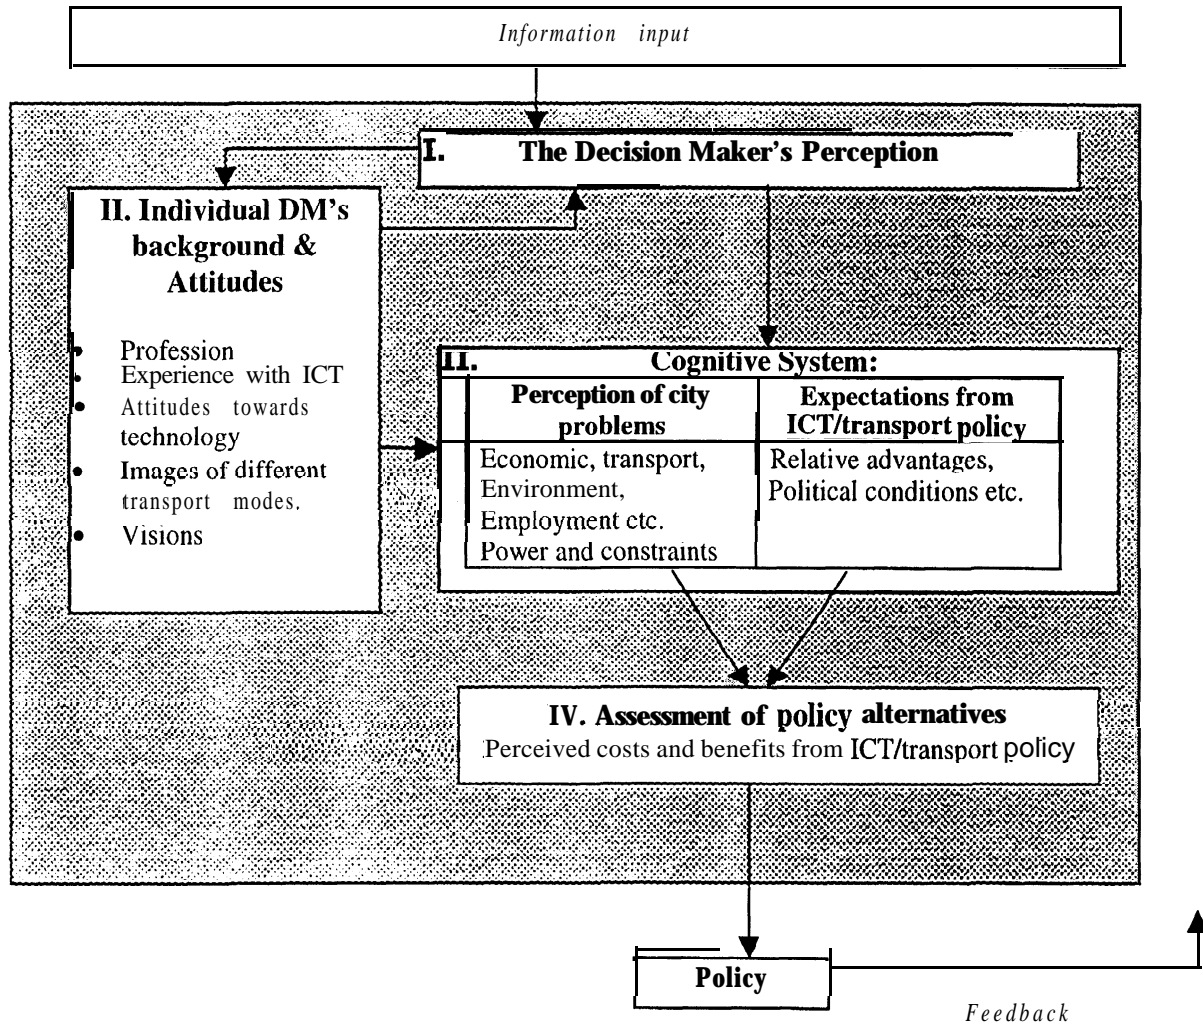 Information input
I. The Decision Maker's Perception
II. Individual DM's
background &
Attitudes
• Profession
• Experience with ICT
• Attitudes towards
technology
• Images of different
transport modes.
• Visions
II. Cognitive System:
Perception of city
problems
Expectations from
ICT/transport policy
Economic, transport,
Environment,
Employment etc.
Power and constraints
Relative advantages,
Political conditions etc.
IV. Assessment of policy alternatives
Perceived costs and benefits from ICT/transport policy
Policy
Feedback